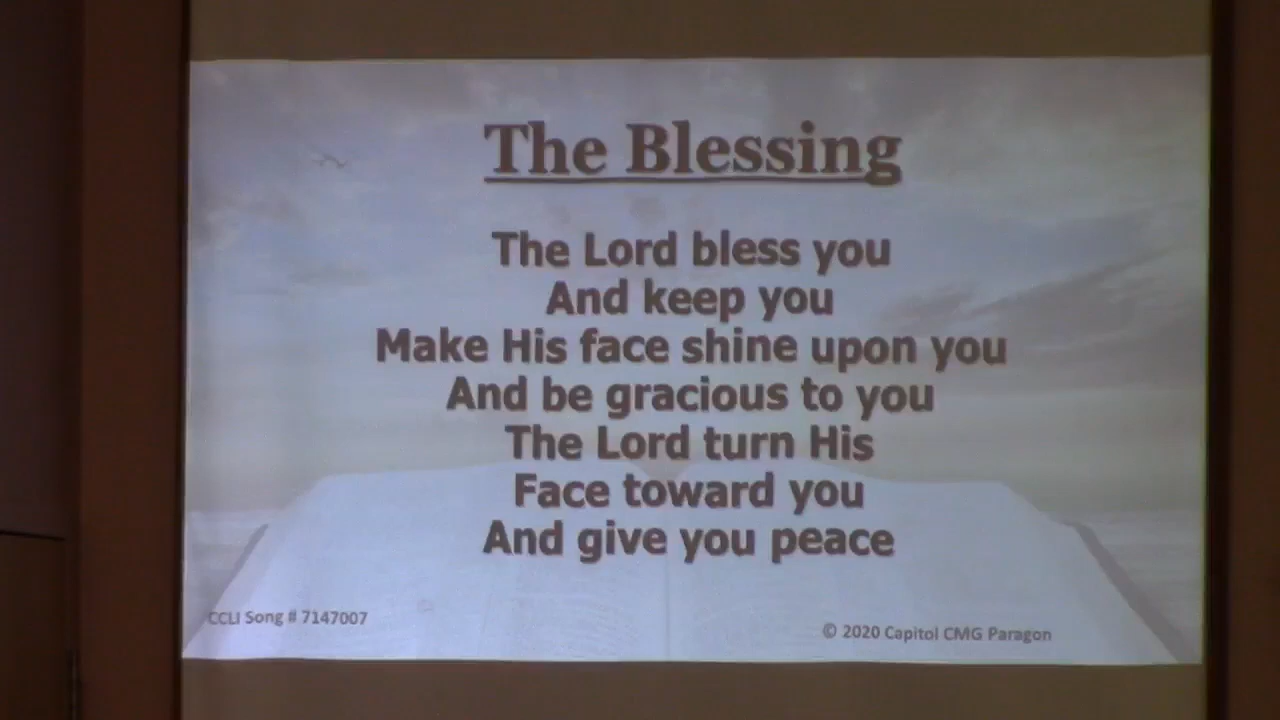 The Blessing
The Lord bless you
And keep you
Make His face shine upon you
And be gracious to you
The Lord turn His
Face toward you
And give you peace
CCLI Song # 7147007
© 2020 Capitol CMG Paragon